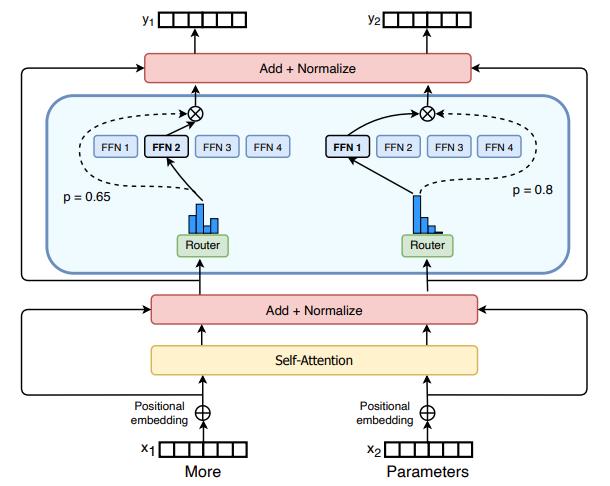 y1
y2
Add + Normalize
FFN 1
FFN 2
FFN 3
FFN 4
FFN 1
FFN 2
FFN 3
FFN 4
p = 0.65
p = 0.8
Router
Router
Add + Normalize
Self-Attention
Positional
embedding
Positional
embedding
x1
x2
More
Parameters